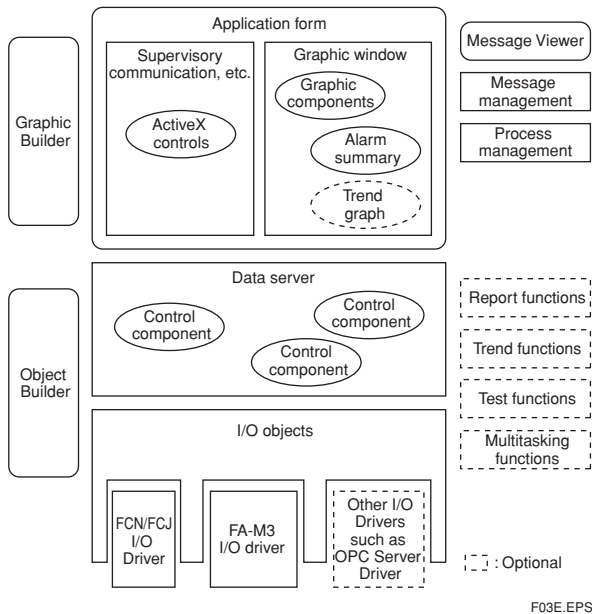 Application form
Graphic
Builder
Supervisory
communication, etc.
ActiveX
controls
Graphic window
Graphic
components
Alarm
summary
Trend
graph
Message Viewer
Message
management
Process
management
Object
Builder
Data server
Control
component
Control
component
Control
component
I/O objects
FCN/FCJ
I/O
Driver
FA-M3
I/O driver
Other I/O
Drivers
such as
OPC Server
Driver
Report functions
Trend functions
Test functions
Multitasking
functions
: Optional
F03E.EPS